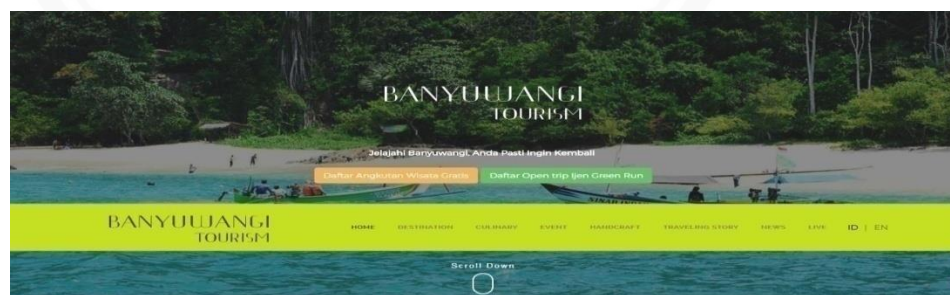 BANYUWANGI
TOURISM
Jelajahi Banyuwangi, Anda Pasti Ingin Kembali
Daftar Angkutan Wisata Gratis Daftar Open trip Ijen Green Run
BANYUWANGI
TOURISM
HOME DESTINATION CULINARY EVENT HANDICRAFT TRAVELING STORY NEWS LIVE ID | EN
Scroll Down